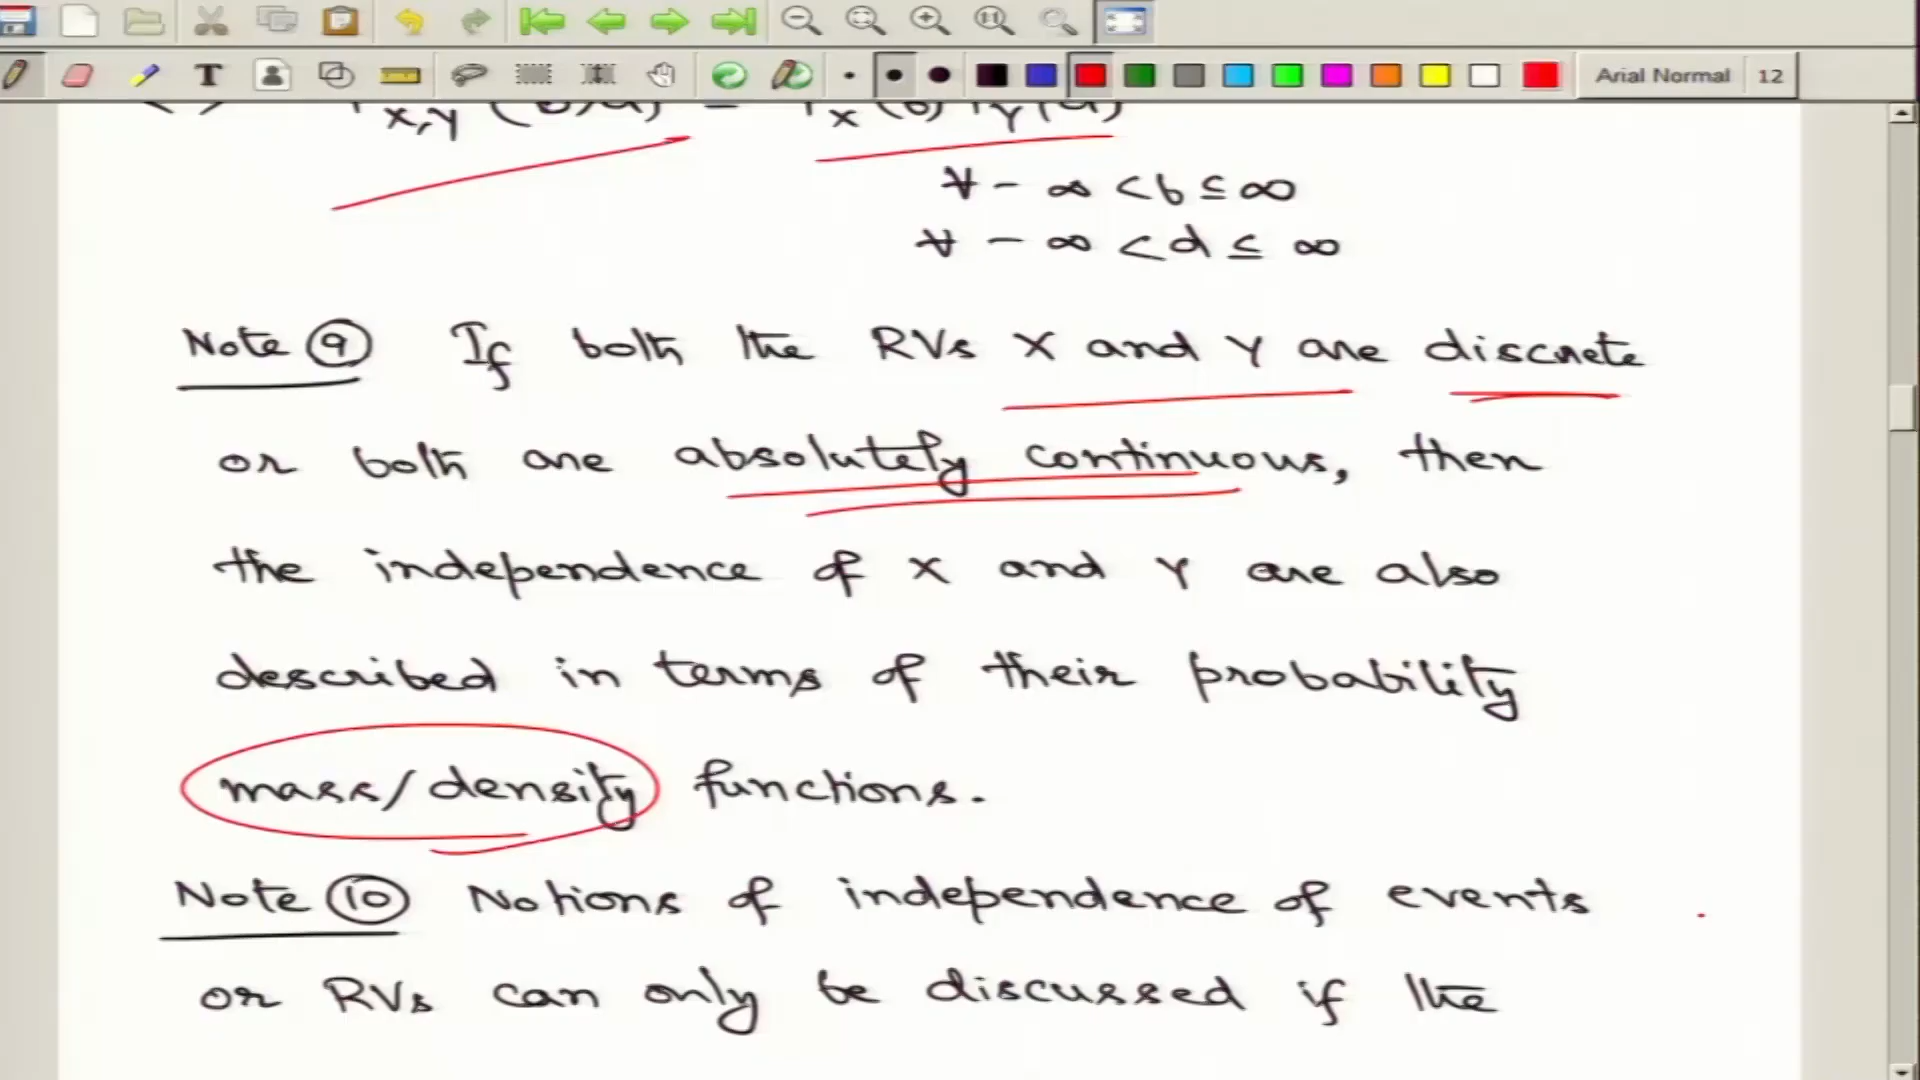 Arial Normal 12
X,Y (b,d) = X (b) Y (d)
∀ - ∞ < b ≤ ∞
∀ - ∞ < d ≤ ∞
Note ⑨ If both the RVs X and Y are discrete
or both are absolutely continuous, then
the independence of X and Y are also
described in terms of their probability
mass/density functions.
Note ⑩ Notions of independence of events
or RVs can only be discussed if the